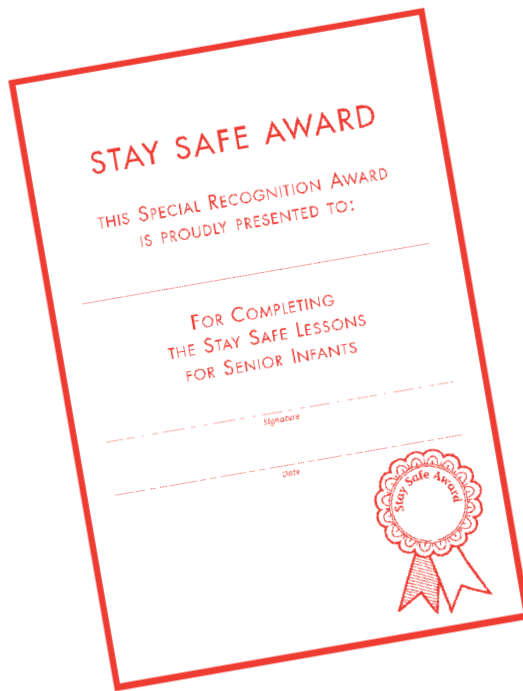 STAY SAFE AWARD
THIS SPECIAL RECOGNITION AWARD
IS PROUDLY PRESENTED TO:
FOR COMPLETING
THE STAY SAFE LESSONS
FOR SENIOR INFANTS
Signature
Date
Stay Safe Award